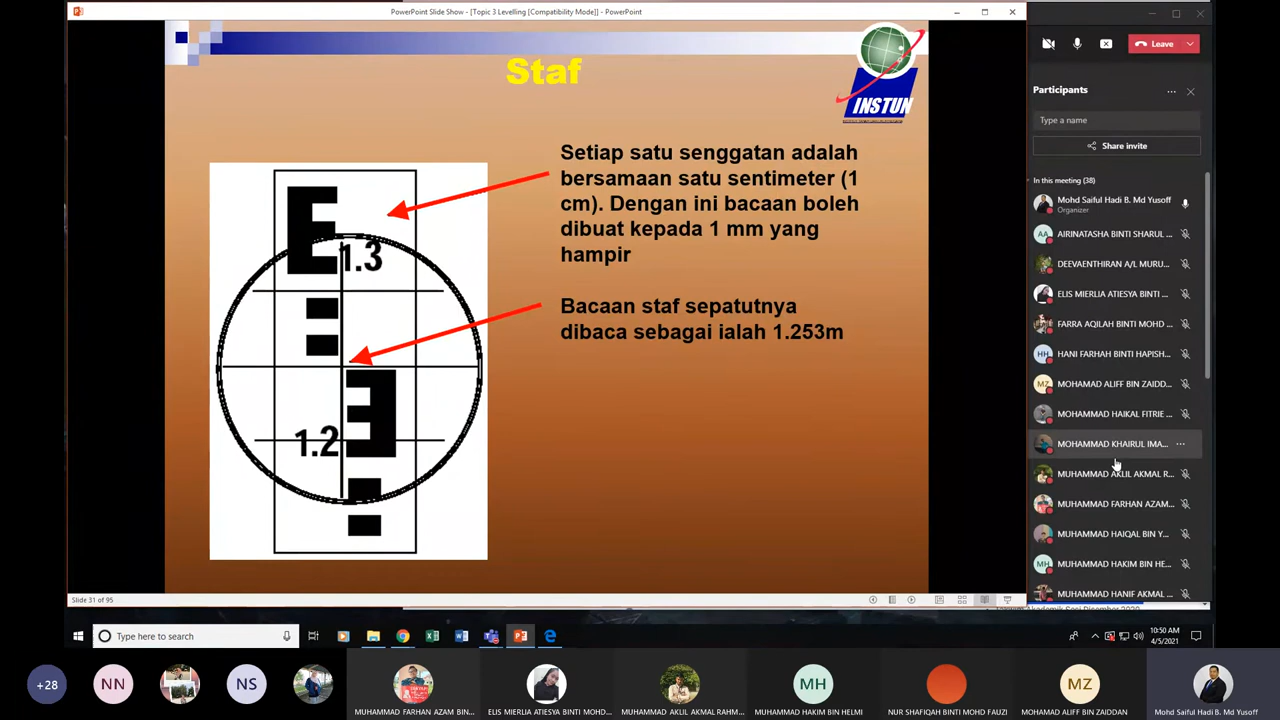 PowerPoint Slide Show - [Topic 3 Levelling [Compatibility Mode]] - PowerPoint
Staf
INSTUN
Setiap satu senggatan adalah
bersamaan satu sentimeter (1
cm). Dengan ini bacaan boleh
dibuat kepada 1 mm yang
hampir
Bacaan staf sepatutnya
dibaca sebagai ialah 1.253m
1.3
1.2
Slide 31 of 95
Leave
Participants
Type a name
Share invite
In this meeting (38)
Mohd Saiful Hadi B. Md Yusoff
Organizer
AA AIRINATASHA BINTI SHARUL ...
DEEVAENTHIRAN A/L MURU...
ELIS MIERLIA ATIESYA BINTI ...
FARRA AQILAH BINTI MOHD ...
HH HANI FARHAH BINTI HAPISH...
MZ MOHAMAD ALIFF BIN ZAIDD...
MOHAMMAD HAIKAL FITRIE ...
MOHAMMAD KHAIRUL IMA...
MUHAMMAD AKLIL AKMAL R...
MUHAMMAD FARHAN AZAM...
MUHAMMAD HAIQAL BIN Y...
MH MUHAMMAD HAKIM BIN HE...
MUHAMMAD HANIF AKMAL ...
Type here to search
10:50 AM
4/5/2021
+28
NN
NS
MH
MZ
MUHAMMAD FARHAN AZAM BIN...
ELIS MIERLIA ATIESYA BINTI MOHD...
MUHAMMAD AKLIL AKMAL RAHM...
MUHAMMAD HAKIM BIN HELMI
NUR SHAFIQAH BINTI MOHD FAUZI
MOHAMAD ALIFF BIN ZAIDDAN
Mohd Saiful Hadi B. Md Yusoff